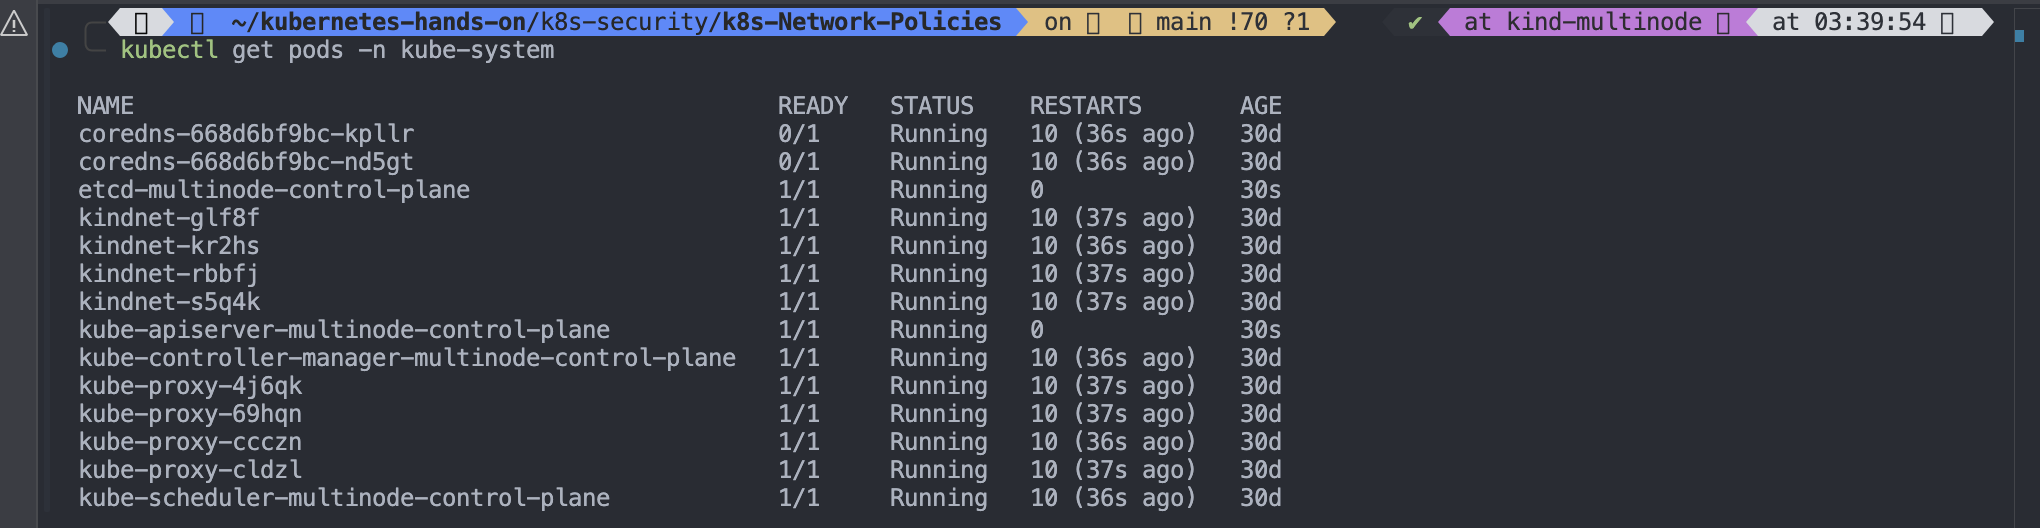 ~/kubernetes-hands-on/k8s-security/k8s-Network-Policies on main !70 ?1 ✔ at kind-multinode at 03:39:54
kubectl get pods -n kube-system
NAME READY STATUS RESTARTS AGE
coredns-668d6bf9bc-kpllr 0/1 Running 10 (36s ago) 30d
coredns-668d6bf9bc-nd5gt 0/1 Running 10 (36s ago) 30d
etcd-multinode-control-plane 1/1 Running 0 30s
kindnet-glf8f 1/1 Running 10 (37s ago) 30d
kindnet-kr2hs 1/1 Running 10 (36s ago) 30d
kindnet-rbbfj 1/1 Running 10 (37s ago) 30d
kindnet-s5q4k 1/1 Running 10 (37s ago) 30d
kube-apiserver-multinode-control-plane 1/1 Running 0 30s
kube-controller-manager-multinode-control-plane 1/1 Running 10 (36s ago) 30d
kube-proxy-4j6qk 1/1 Running 10 (37s ago) 30d
kube-proxy-69hqn 1/1 Running 10 (37s ago) 30d
kube-proxy-ccczn 1/1 Running 10 (36s ago) 30d
kube-proxy-cldzl 1/1 Running 10 (37s ago) 30d
kube-scheduler-multinode-control-plane 1/1 Running 10 (36s ago) 30d